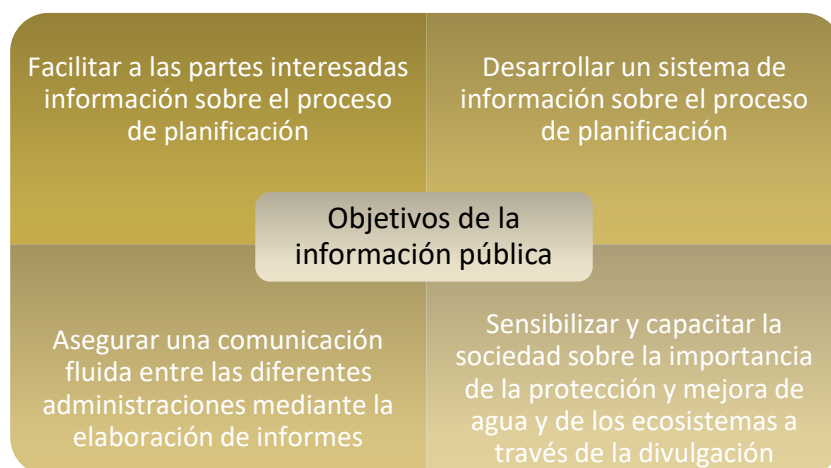 Facilitar a las partes interesadas
información sobre el proceso
de planificación
Desarrollar un sistema de
información sobre el proceso
de planificación
Objetivos de la
información pública
Asegurar una comunicación
fluida entre las diferentes
administraciones mediante la
elaboración de informes
Sensibilizar y capacitar la
sociedad sobre la importancia
de la protección y mejora de
agua y de los ecosistemas a
través de la divulgación